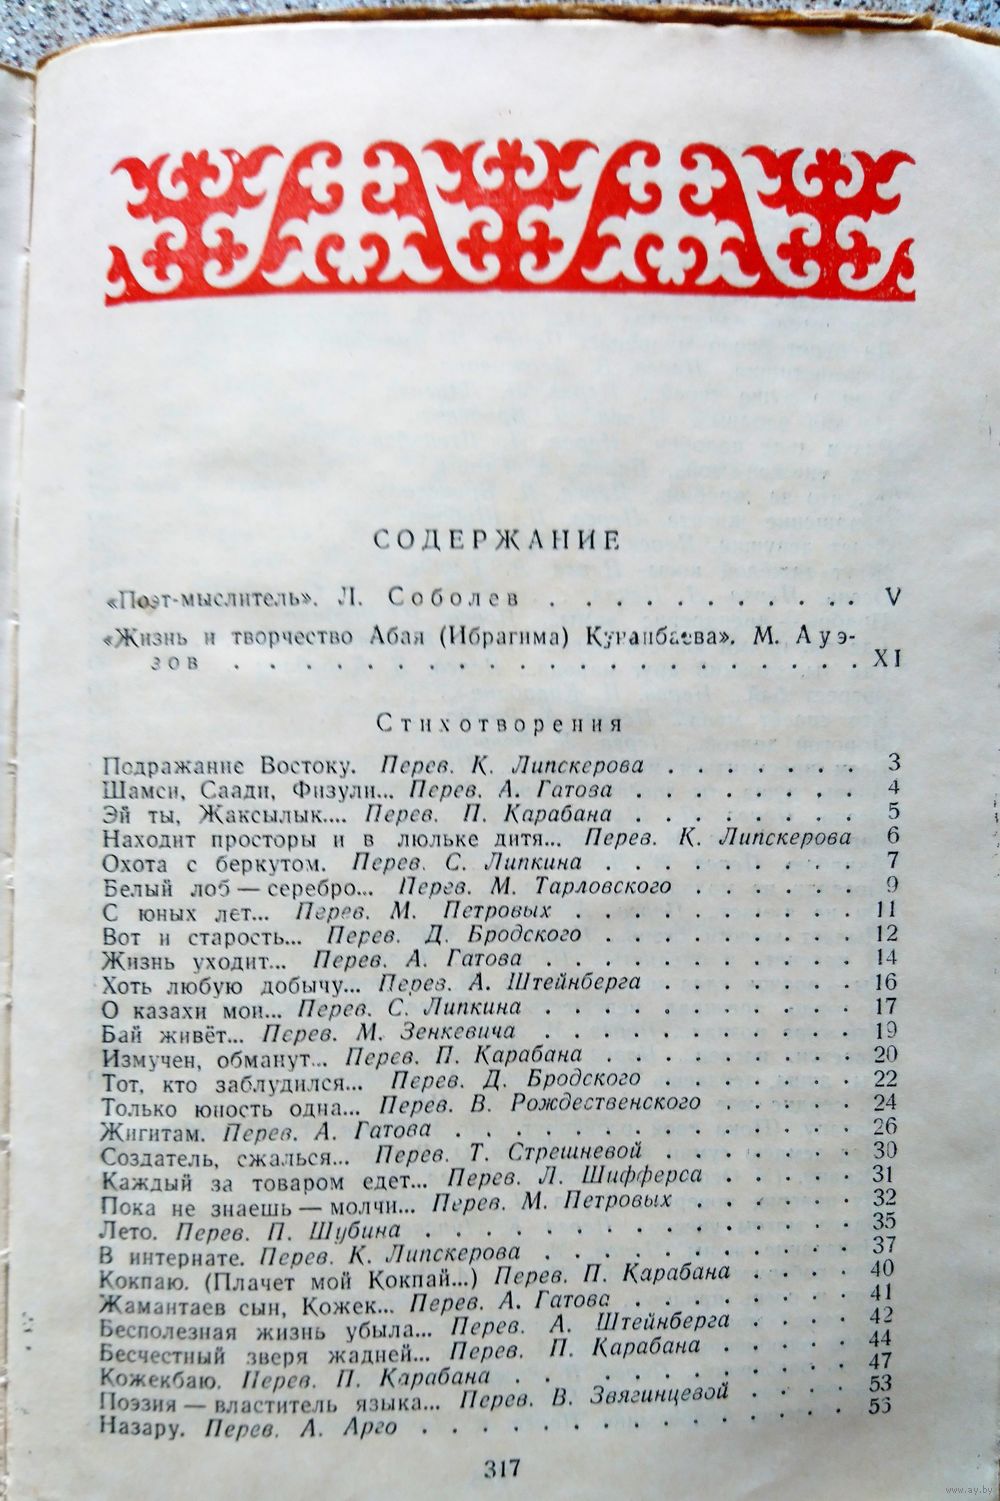 СОДЕРЖАНИЕ
«Поэт-мыслитель». Л. Соболев . . . . . . . . . . . . V
«Жизнь и творчество Абая (Ибрагима) Кунанбаева». М. Ауэ-
зов . . . . . . . . . . . . . . . . . . . . . . . XI
Стихотворения
Подражание Востоку. Перев. К. Липскерова . . . . . . . 3
Шамси, Саади, Физули... Перев. А. Гатова . . . . . . . . 4
Эй ты, Жаксылык.... Перев. П. Карабана . . . . . . . . 5
Находит просторы и в люльке дитя... Перев. К. Липскерова 6
Охота с беркутом. Перев. С. Липкина . . . . . . . . . 7
Белый лоб — серебро... Перев. М. Тарловского . . . . . . 9
С юных лет... Перев. М. Петровых . . . . . . . . . . 11
Вот и старость... Перев. Д. Бродского . . . . . . . . . 12
Жизнь уходит... Перев. А. Гатова . . . . . . . . . . . 14
Хоть любую добычу... Перев. А. Штейнберга . . . . . . . 16
О казахи мои... Перев. С. Липкина . . . . . . . . . . . 17
Бай живёт... Перев. М. Зенкевича . . . . . . . . . . . 19
Измучен, обманут... Перев. П. Карабана . . . . . . . . . 20
Тот, кто заблудился... Перев. Д. Бродского . . . . . . . 22
Только юность одна... Перев. В. Рождественского . . . . . 24
Жигитам. Перев. А. Гатова . . . . . . . . . . . . . . 26
Создатель, сжалься... Перев. Т. Стрешневой . . . . . . . 30
Каждый за товаром едет... Перев. Л. Шифферса . . . . . 31
Пока не знаешь — молчи... Перев. М. Петровых . . . . . . 32
Лето. Перев. П. Шубина . . . . . . . . . . . . . . . 35
В интернате. Перев. К. Липскерова . . . . . . . . . . . 37
Кокпаю. (Плачет мой Кокпай...) Перев. П. Карабана . . . . 40
Жамантаев сын, Кожек... Перев. А. Гатова . . . . . . . . 41
Бесполезная жизнь убыла... Перев. А. Штейнберга . . . . 42
Бесчестный зверя жадней... Перев. П. Карабана . . . . . 44
Кожекбаю. Перев. П. Карабана . . . . . . . . . . . . 47
Поэзия — властитель языка... Перев. В. Звягинцевой . . . . 53
Назару. Перев. А. Арго . . . . . . . . . . . . . . . 55
317
www.ay.by